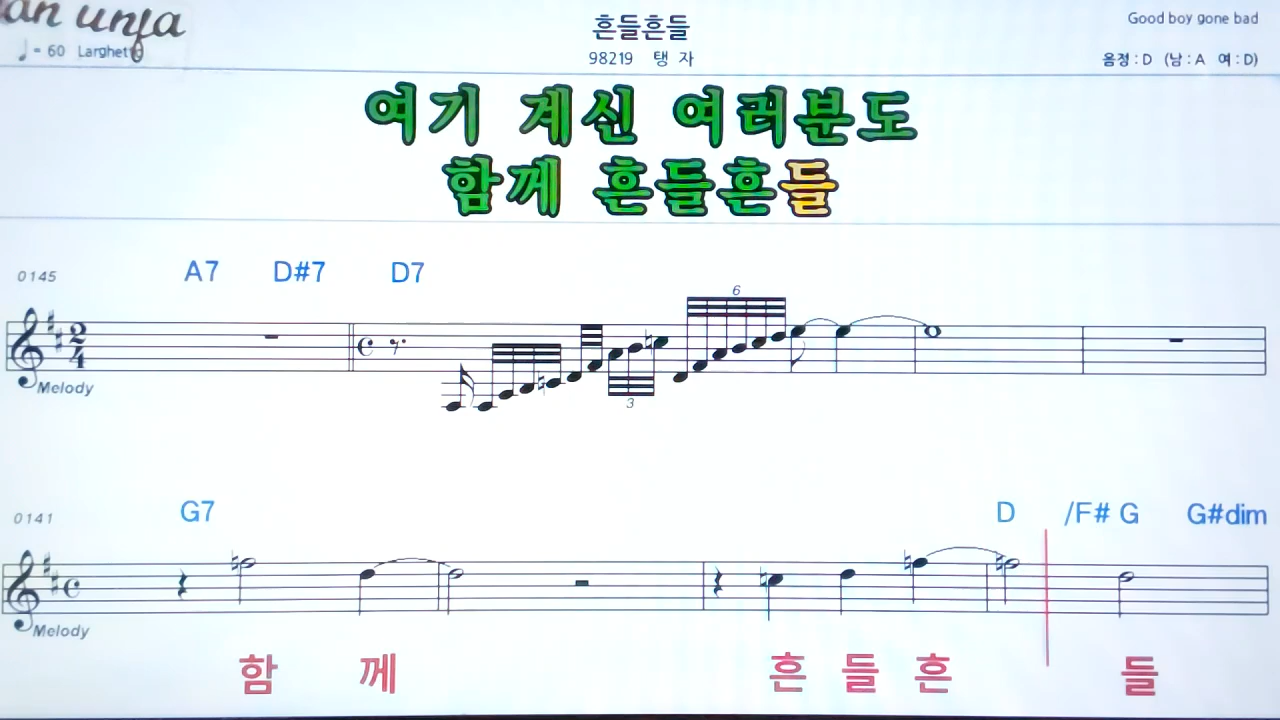 흔들흔들
Good boy gone bad
♩= 60 Larghetto
98219 탱 자
음정 : D (남 : A 여 : D)
여기 계신 여러분도
함께 흔들흔들
0145 A7 D#7 D7
6
2
4
Melody
3
0141 G7 D /F# G G#dim
Melody
함 께 흔 들 흔 들